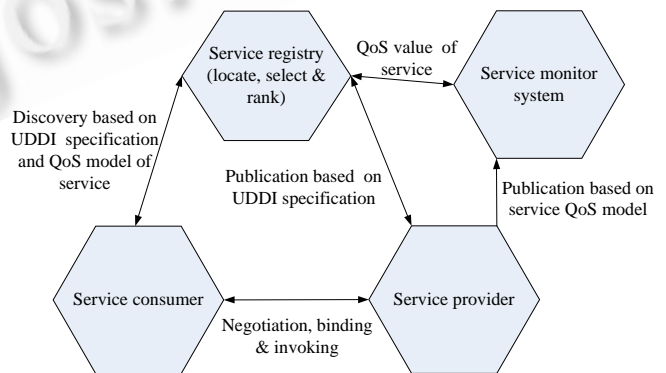 Service registry
(locate, select &
rank)
QoS value of
service
Service monitor
system
Discovery based on
UDDI specification
and QoS model of
service
Publication based on
UDDI specification
Publication based on
service QoS model
Service consumer
Service provider
Negotiation, binding
& invoking